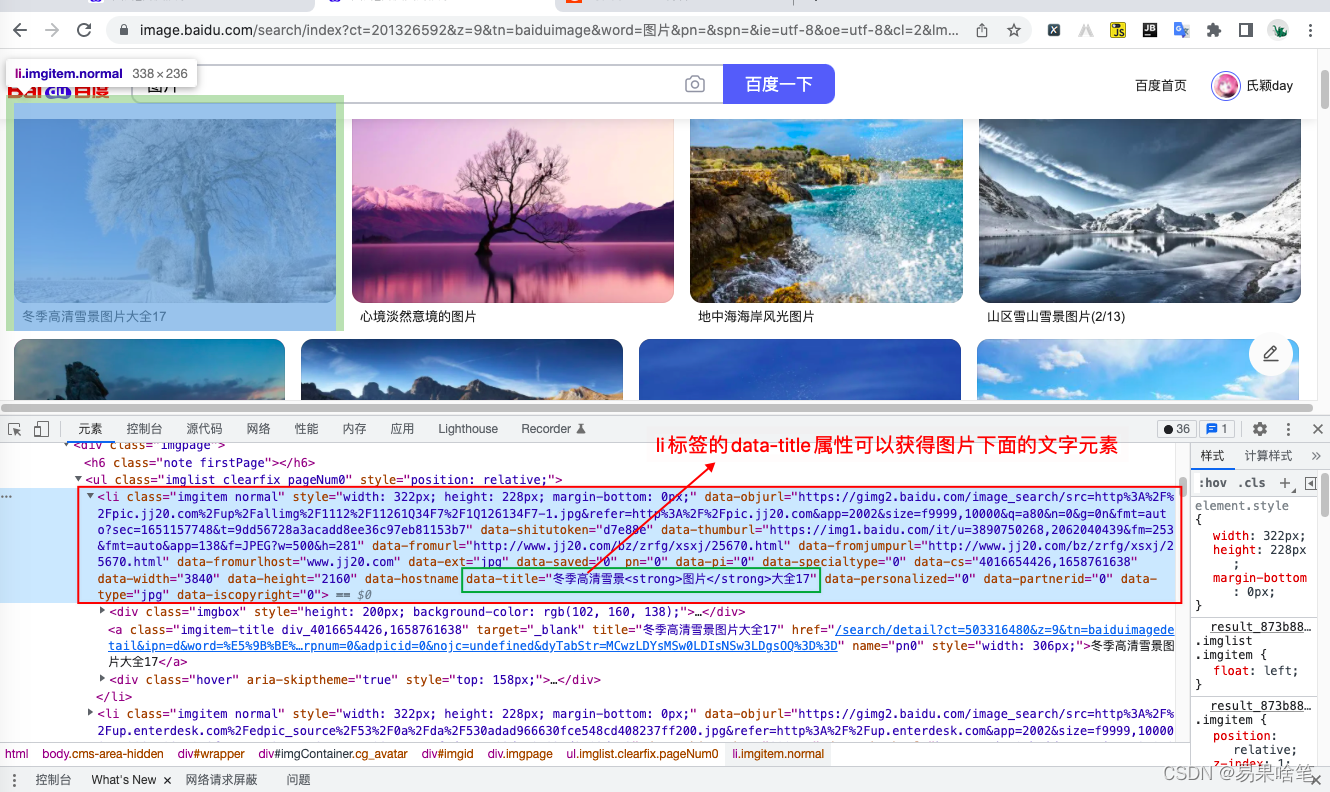 image.baidu.com/search/index?ct=201326592&z=9&tn=baiduimage&word=图片&pn=&spn=&ie=utf-8&oe=utf-8&cl=2&lm...
li.imgitem.normal 338×236
百度一下
百度首页
氏颖day
冬季高清雪景图片大全17
心境淡然意境的图片
地中海海岸风光图片
山区雪山雪景图片(2/13)
元素 控制台 源代码 网络 性能 内存 应用 Lighthouse Recorder 36 1
<div class="imgpage">
li标签的data-title属性可以获得图片下面的文字元素
<h6 class="note firstPage"></h6>
<ul class="imglist clearfix pageNum0" style="position: relative;">
<li class="imgitem normal" style="width: 322px; height: 228px; margin-bottom: 0px;" data-objurl="https://gimg2.baidu.com/image_search/src=http%3A%2F%
2Fpic.jj20.com%2Fup%2Fallimg%2F1112%2F11261Q34F7%2F1Q126134F7-1.jpg&refer=http%3A%2F%2Fpic.jj20.com&app=2002&size=f9999,10000&q=a80&n=0&g=0n&fmt=aut
o?sec=1651157748&t=9dd56728a3acadd8ee36c97eb81153b7" data-shitutoken="d7e88e" data-thumburl="https://img1.baidu.com/it/u=3890750268,2062040439&fm=253
&fmt=auto&app=138&f=JPEG?w=500&h=281" data-fromurl="http://www.jj20.com/bz/zrfg/xsxj/25670.html" data-fromjumpurl="http://www.jj20.com/bz/zrfg/xsxj/2
5670.html" data-fromurlhost="www.jj20.com" data-ext="jpg" data-saved="0" pn="0" data-pi="0" data-specialtype="0" data-cs="4016654426,1658761638"
data-width="3840" data-height="2160" data-hostname data-title="冬季高清雪景<strong>图片</strong>大全17" data-personalized="0" data-partnerid="0" data-
type="jpg" data-iscopyright="0"> == $0
<div class="imgbox" style="height: 200px; background-color: rgb(102, 160, 138);">…</div>
<a class="imgitem-title div_4016654426,1658761638" target="_blank" title="冬季高清雪景图片大全17" href="/search/detail?ct=503316480&z=9&tn=baiduimagede
tail&ipn=d&word=%E5%9B%BE%…rpnum=0&adpicid=0&nojc=undefined&dyTabStr=MCwzLDYsMSw0LDIsNSw3LDgsOQ%3D%3D" name="pn0" style="width: 306px;">冬季高清雪景图
片大全17</a>
<div class="hover" aria-skiptheme="true" style="top: 158px;">…</div>
</li>
<li class="imgitem normal" style="width: 322px; height: 228px; margin-bottom: 0px;" data-objurl="https://gimg2.baidu.com/image_search/src=http%3A%2F%
2Fup.enterdesk.com%2Fedpic_source%2F53%2F0a%2Fda%2F530adad966630fce548cd408237ff200.jpg&refer=http%3A%2F%2Fup.enterdesk.com&app=2002&size=f9999,10000
样式 计算样式
:hov .cls
element.style
{
width: 322px;
height: 228px
;
margin-bottom
: 0px;
}
result_873b88…
.imglist
.imgitem {
float: left;
}
result_873b88…
.imgitem {
position:
relative;
z-index: 1;
html body.cms-area-hidden div#wrapper div#imgContainer.cg_avatar div#imgid div.imgpage ul.imglist.clearfix.pageNum0 li.imgitem.normal
控制台 What's New 网络请求屏蔽 问题
CSDN @易果啥笔